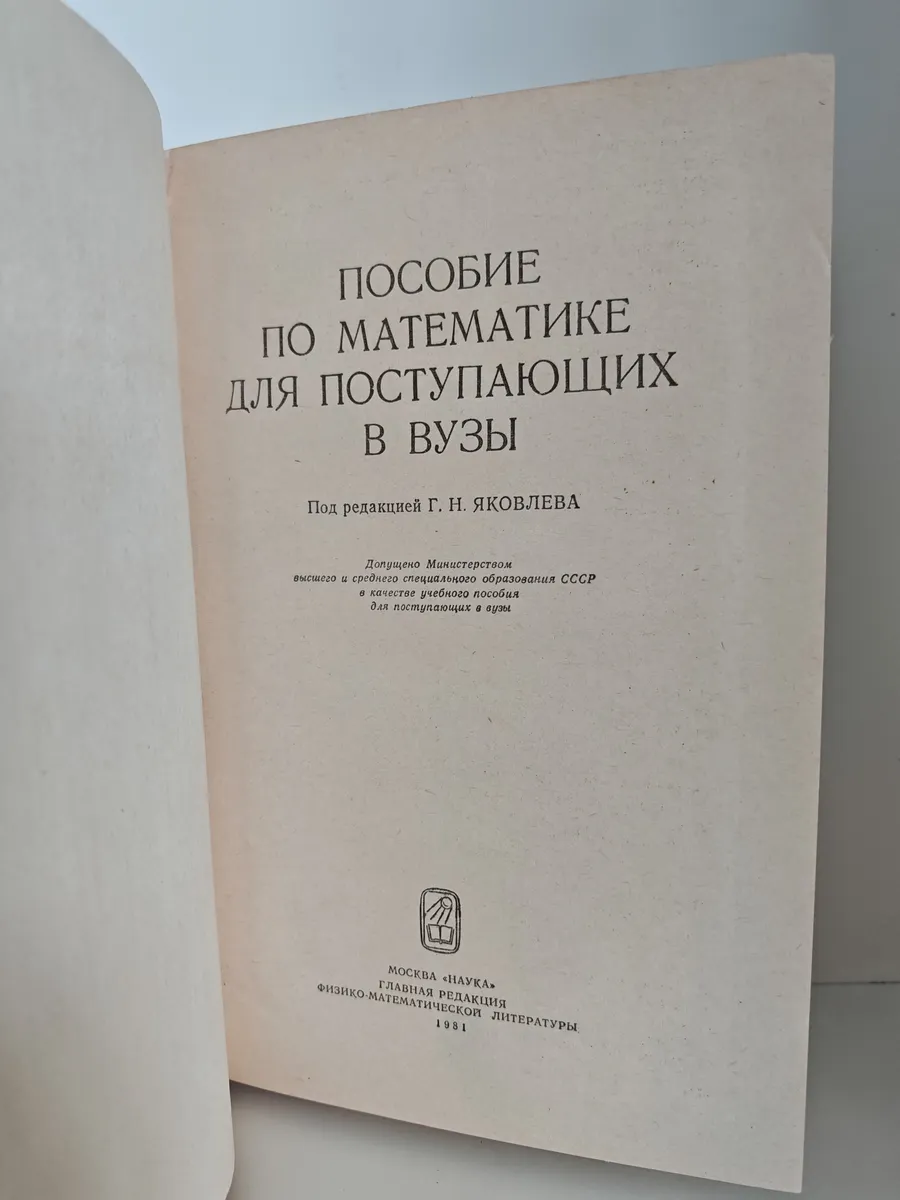 ПОСОБИЕ
ПО МАТЕМАТИКЕ
ДЛЯ ПОСТУПАЮЩИХ
В ВУЗЫ
Под редакцией Г. Н. ЯКОВЛЕВА
Допущено Министерством
высшего и среднего специального образования СССР
в качестве учебного пособия
для поступающих в вузы
МОСКВА «НАУКА»
ГЛАВНАЯ РЕДАКЦИЯ
ФИЗИКО-МАТЕМАТИЧЕСКОЙ ЛИТЕРАТУРЫ
1981